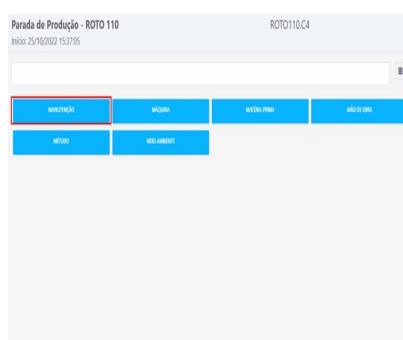 Parada de Produção - ROTO 110
ROTO110.C4
Início: 25/10/2022 15:37:05
MANUTENÇÃO
MÁQUINA
MATÉRIA-PRIMA
MÃO DE OBRA
MÉTODO
MEIO AMBIENTE